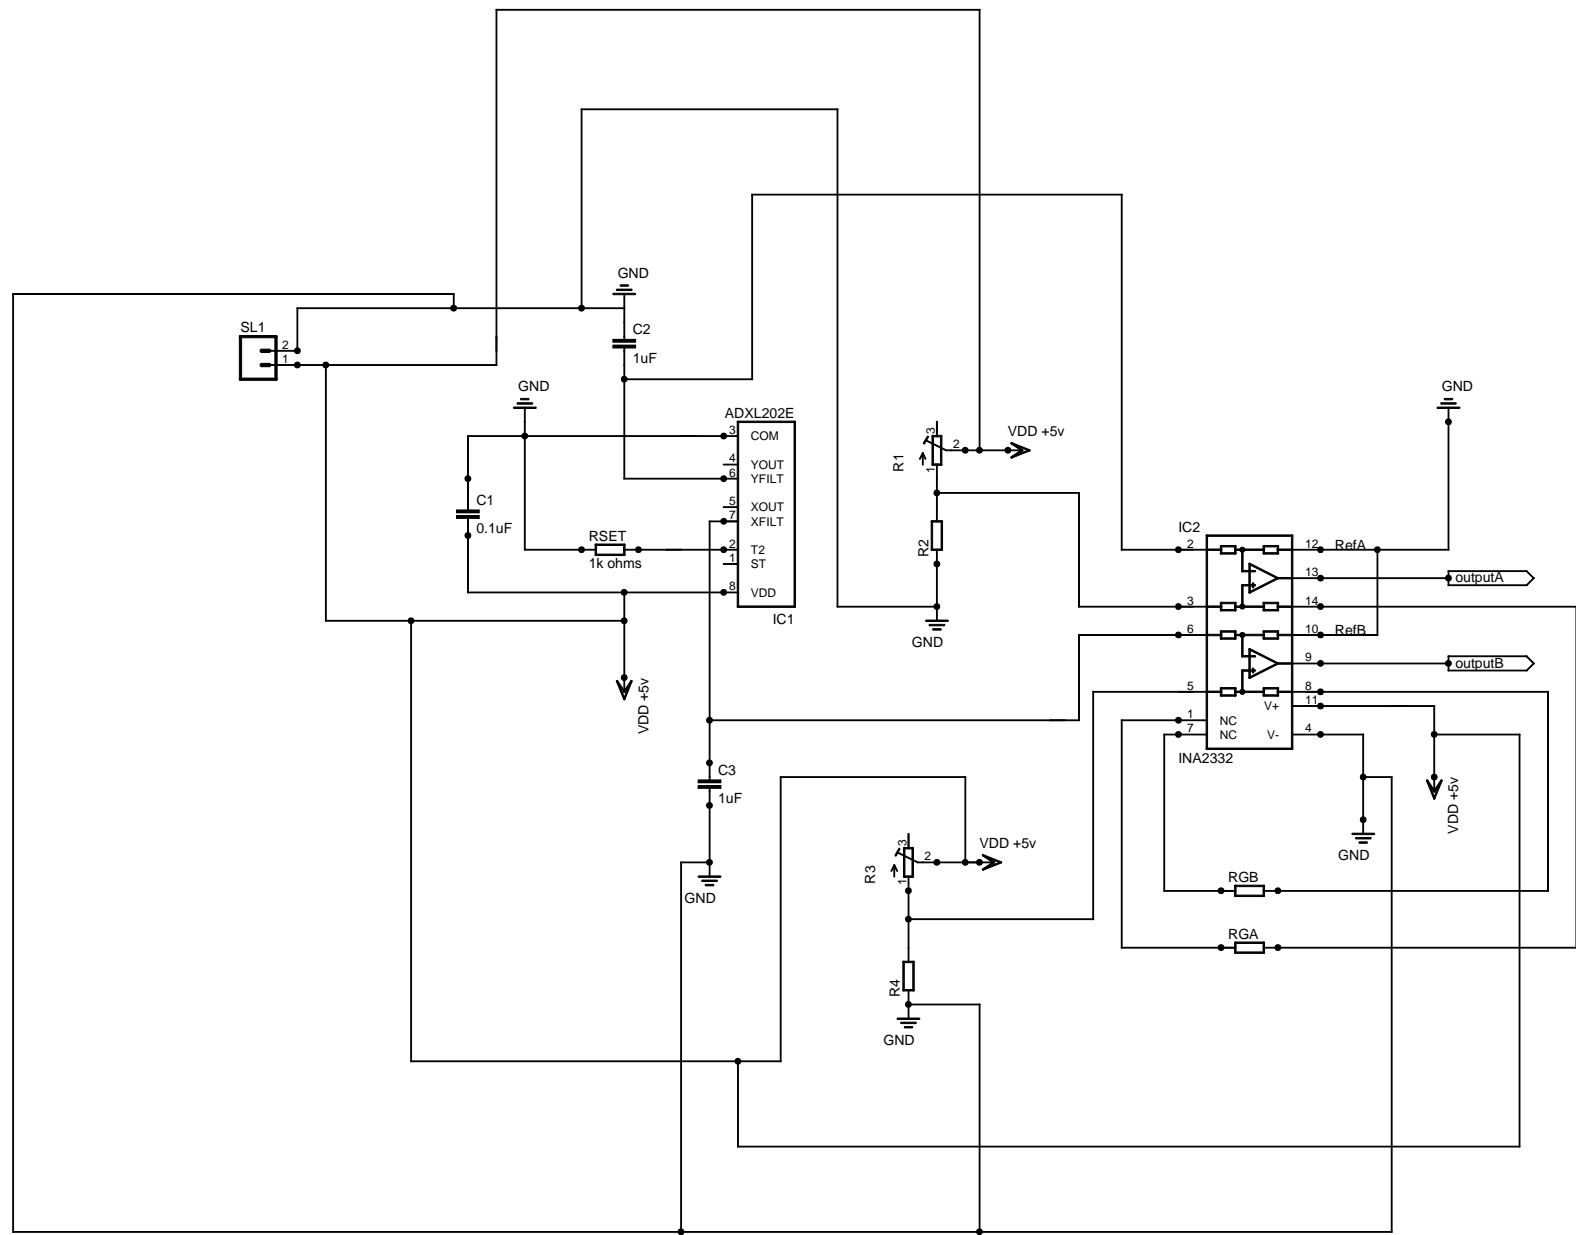 GND
SL1
2
1
C2
1uF
GND
GND
ADXL202E
3 COM
4 YOUT
6 YFILT
5 XOUT
7 XFILT
2 T2
1 ST
8 VDD
IC1
C1
0.1uF
RSET
1k ohms
VDD +5v
R1
3
2
1
VDD +5v
R2
GND
IC2
2
3
6
5
1 NC
7 NC
12 RefA
13 outputA
14
10 RefB
9 outputB
8
V+ 11
V- 4
INA2332
VDD +5v
GND
C3
1uF
GND
R3
3
2
1
VDD +5v
R4
GND
RGB
RGA